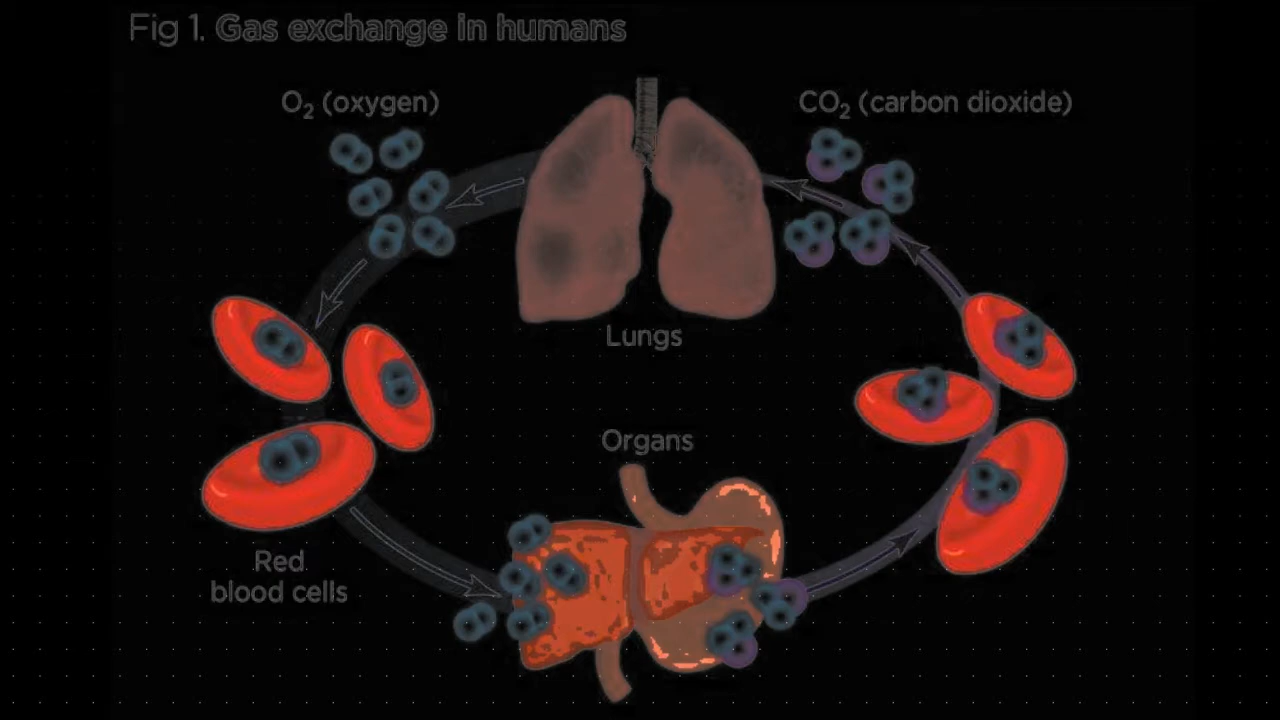 Fig 1. Gas exchange in humans
O₂ (oxygen)
CO₂ (carbon dioxide)
Lungs
Organs
Red
blood cells